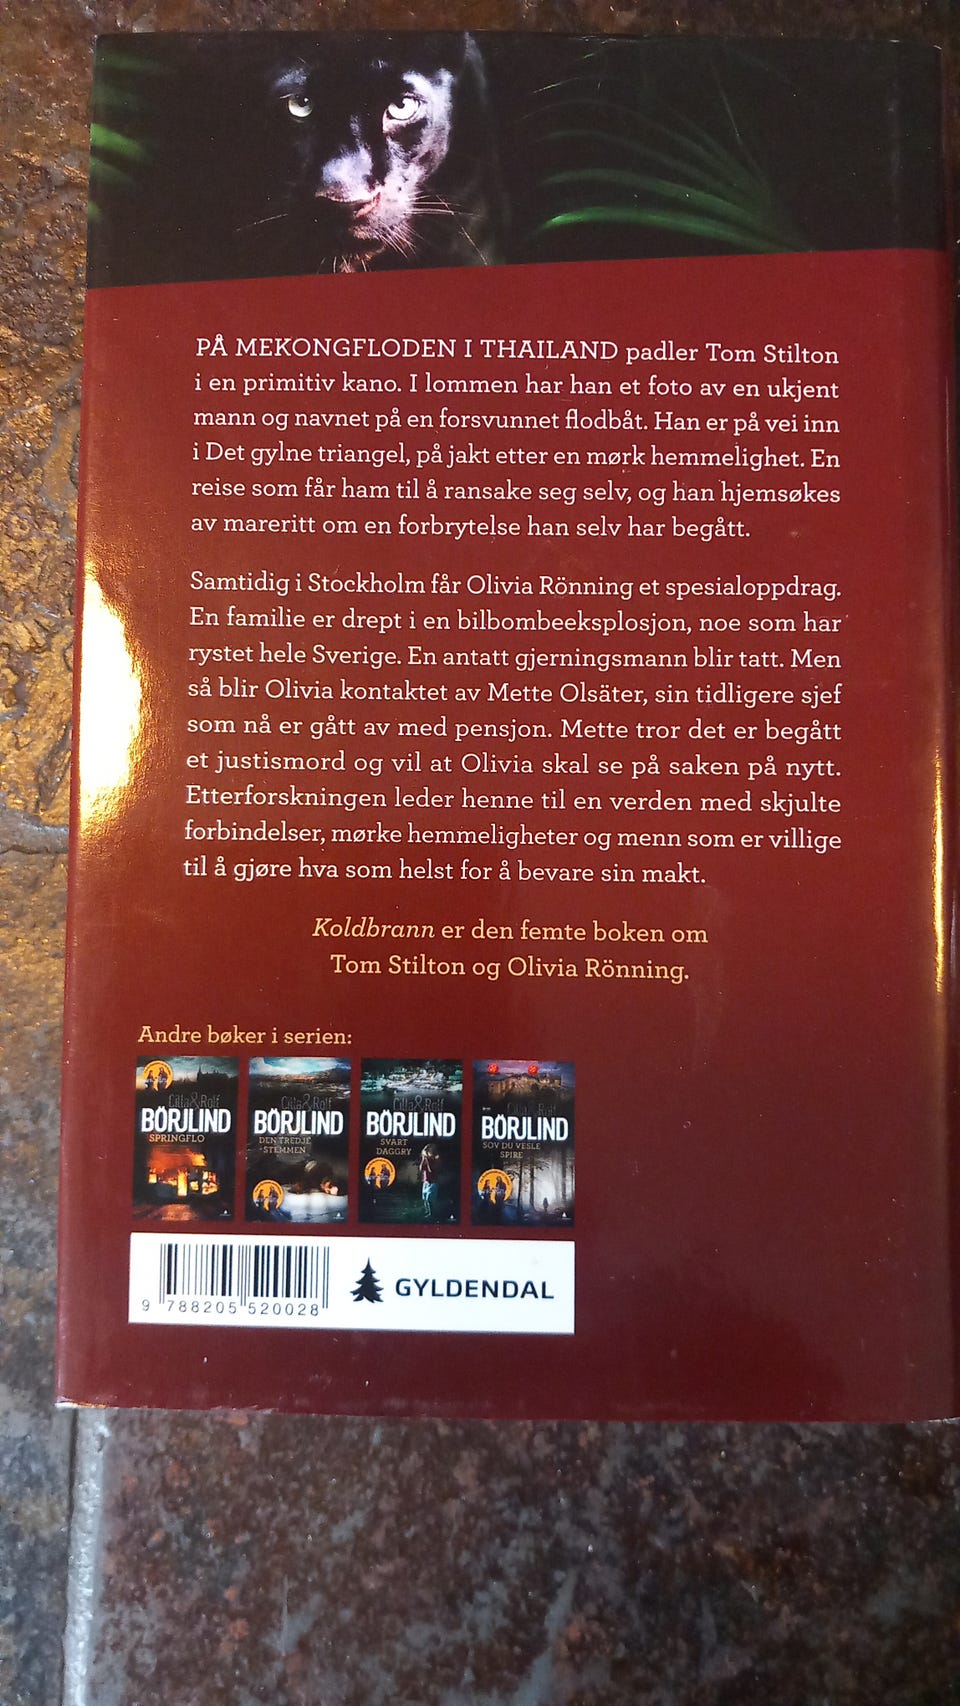 PÅ MEKONGFLODEN I THAILAND padler Tom Stilton
i en primitiv kano. I lommen har han et foto av en ukjent
mann og navnet på en forsvunnet flodbåt. Han er på vei inn
i Det gylne triangel, på jakt etter en mørk hemmelighet. En
reise som får ham til å ransake seg selv, og han hjemsøkes
av mareritt om en forbrytelse han selv har begått.
Samtidig i Stockholm får Olivia Rönning et spesialoppdrag.
En familie er drept i en bilbombeeksplosjon, noe som har
rystet hele Sverige. En antatt gjerningsmann blir tatt. Men
så blir Olivia kontaktet av Mette Olsäter, sin tidligere sjef
som nå er gått av med pensjon. Mette tror det er begått
et justismord og vil at Olivia skal se på saken på nytt.
Etterforskningen leder henne til en verden med skjulte
forbindelser, mørke hemmeligheter og menn som er villige
til å gjøre hva som helst for å bevare sin makt.
Koldbrann er den femte boken om
Tom Stilton og Olivia Rönning.
Andre bøker i serien:
Cilla & Rolf
BÖRJLIND
SPRINGFLO
Cilla & Rolf
BÖRJLIND
DEN TREDJE
STEMMEN
Cilla & Rolf
BÖRJLIND
SVART
DAGGRY
Cilla & Rolf
BÖRJLIND
SOV DU VESLE
SPIRE
9 788205 520028
GYLDENDAL